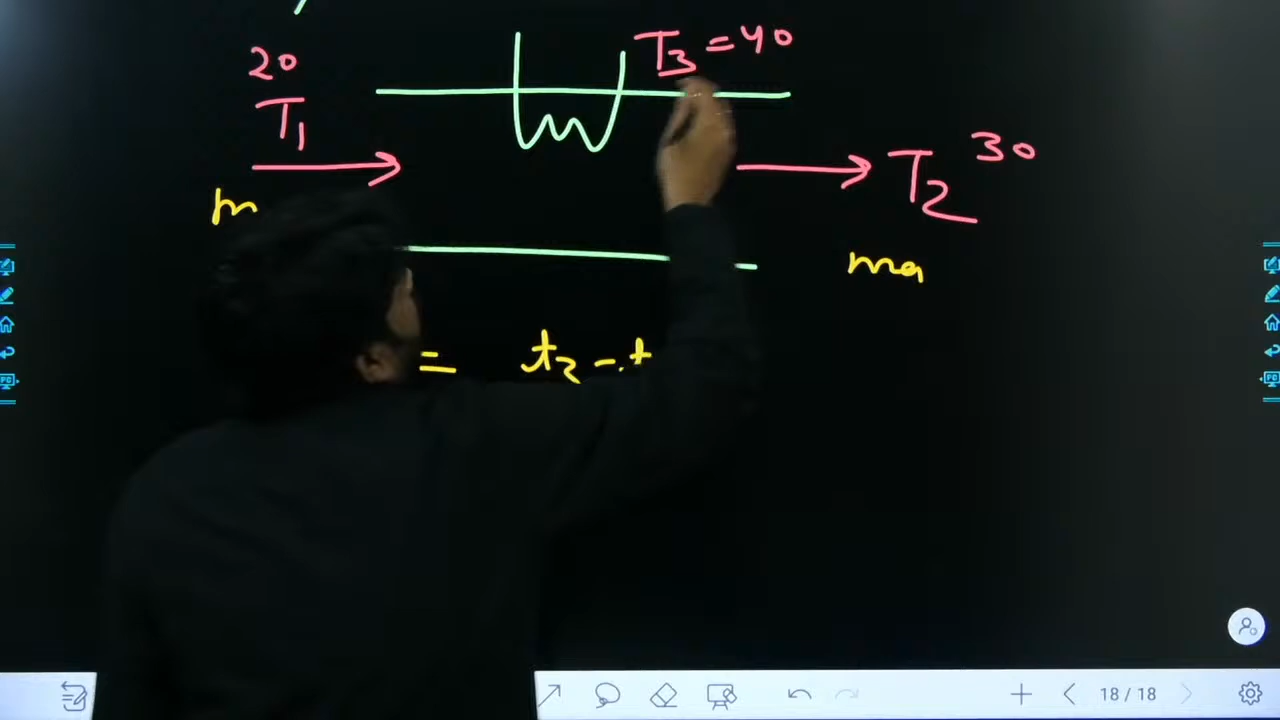 20
T₁
T₃ = 40
T₂ 30
m
ma
= t₂ - t
18 / 18